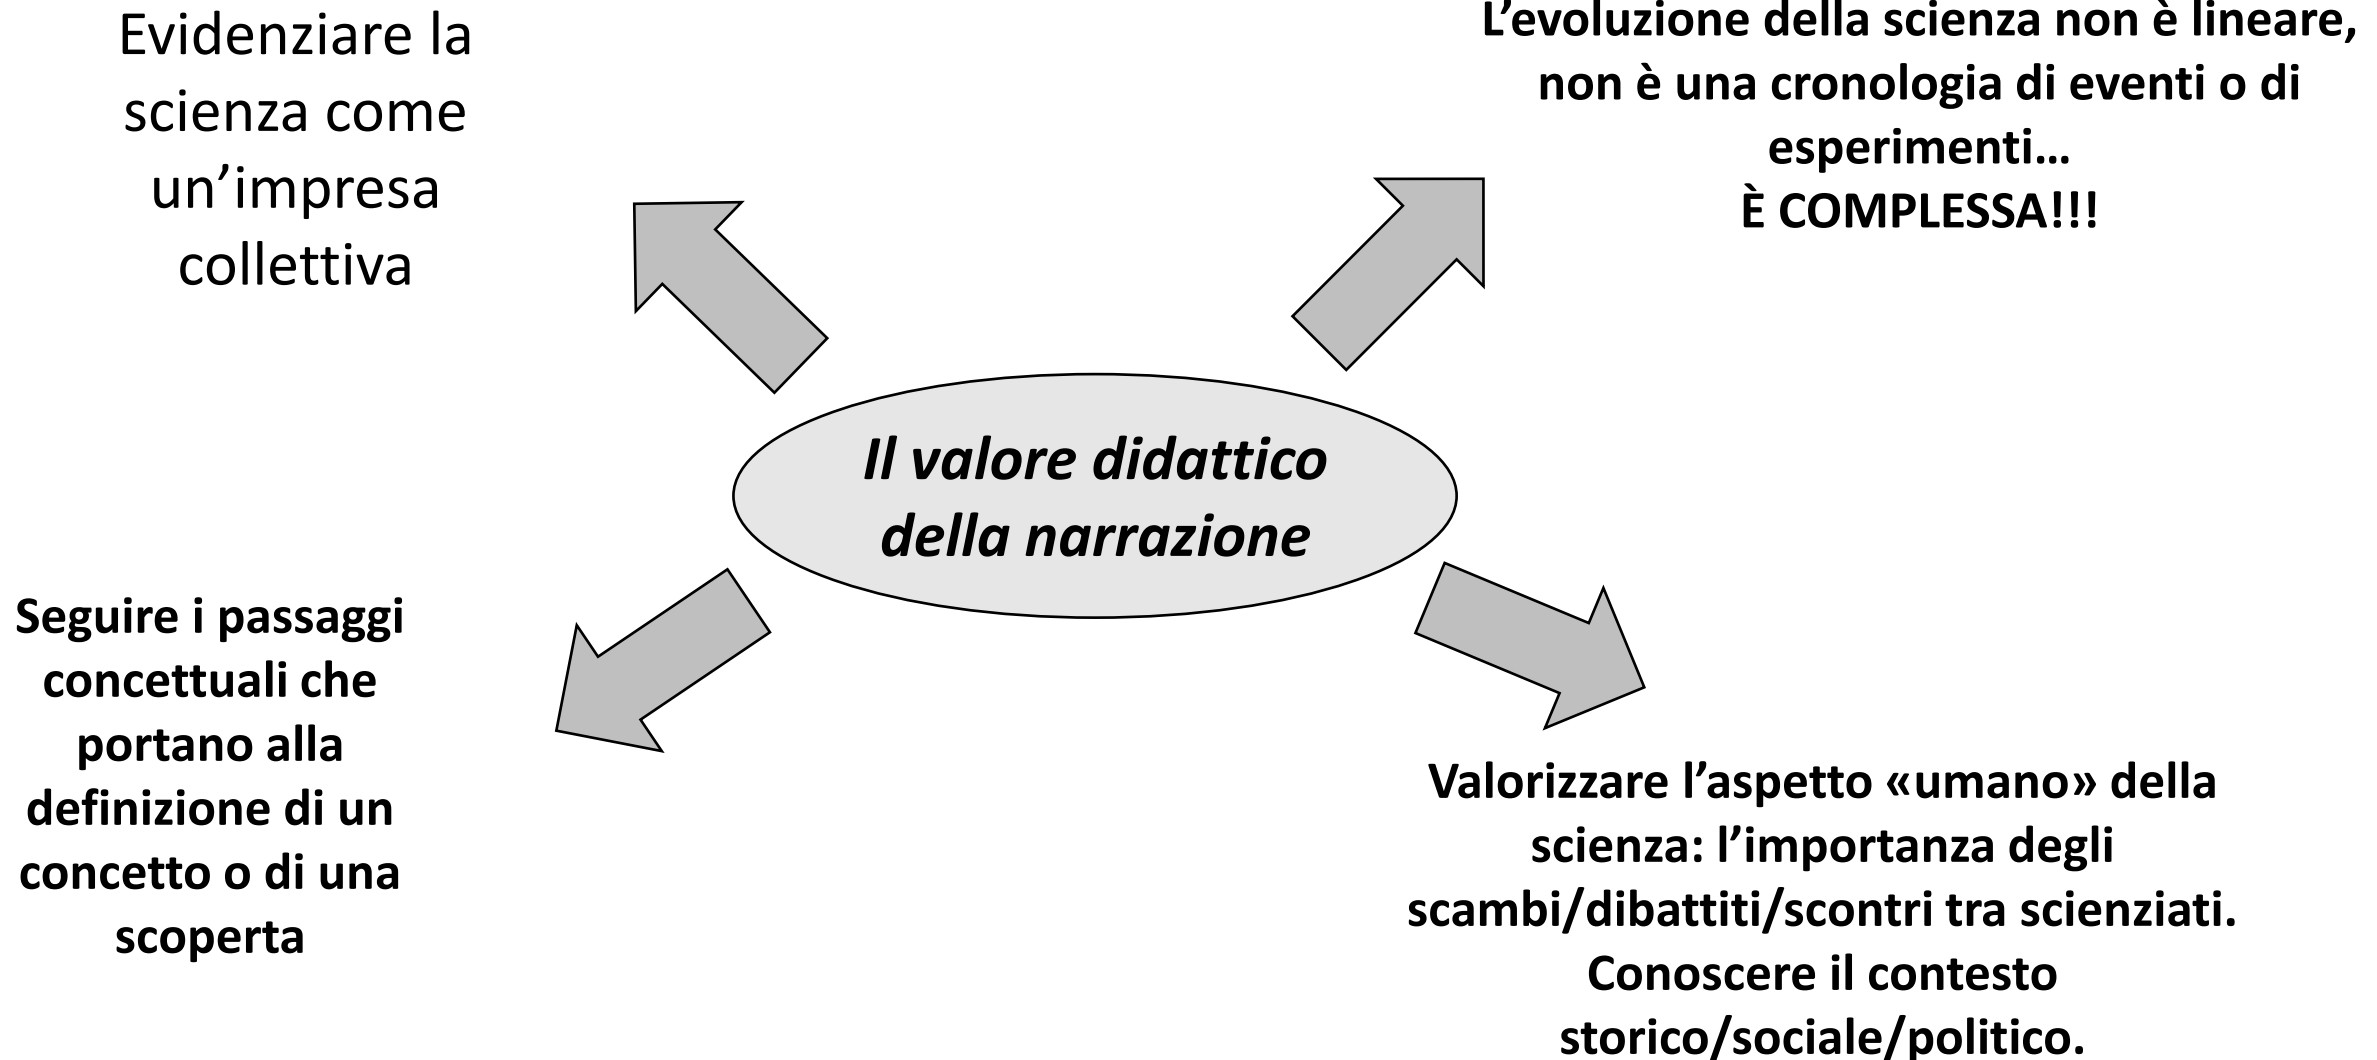 Evidenziare la
scienza come
un’impresa
collettiva
L’evoluzione della scienza non è lineare,
non è una cronologia di eventi o di
esperimenti…
È COMPLESSA!!!
Il valore didattico
della narrazione
Seguire i passaggi
concettuali che
portano alla
definizione di un
concetto o di una
scoperta
Valorizzare l’aspetto «umano» della
scienza: l’importanza degli
scambi/dibattiti/scontri tra scienziati.
Conoscere il contesto
storico/sociale/politico.